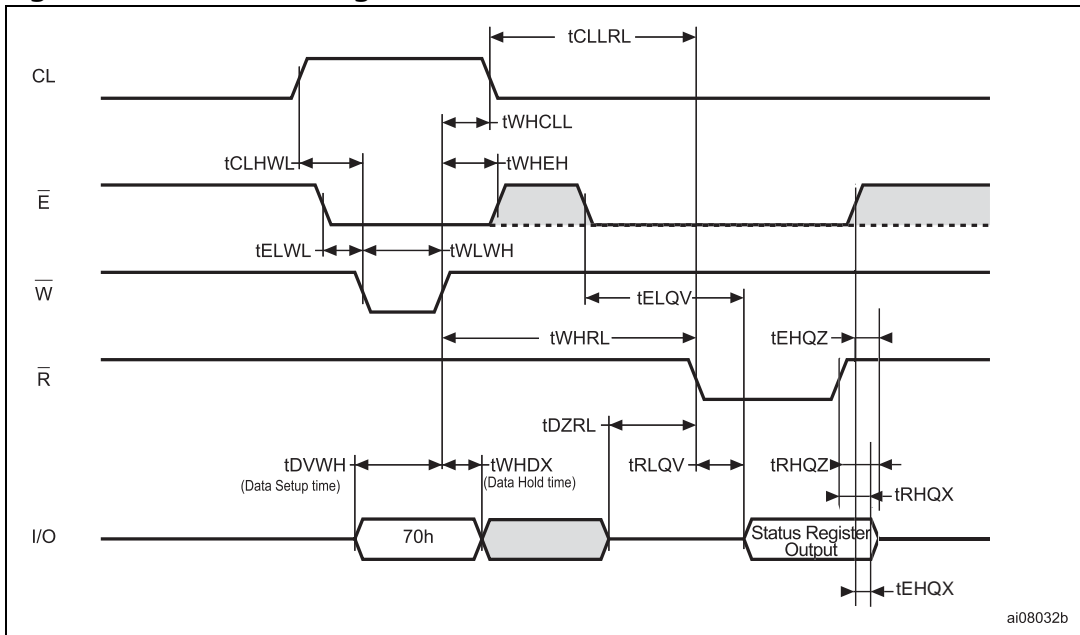 tCLLRL
CL
tWHCLL
tCLHWL
tWHEH
E
tELWL
tWLWH
W
tELQV
tWHRL
tEHQZ
R
tDZRL
tDVWH
(Data Setup time)
tWHDX
(Data Hold time)
tRLQV
tRHQZ
tRHQX
I/O
70h
Status Register
Output
tEHQX
ai08032b